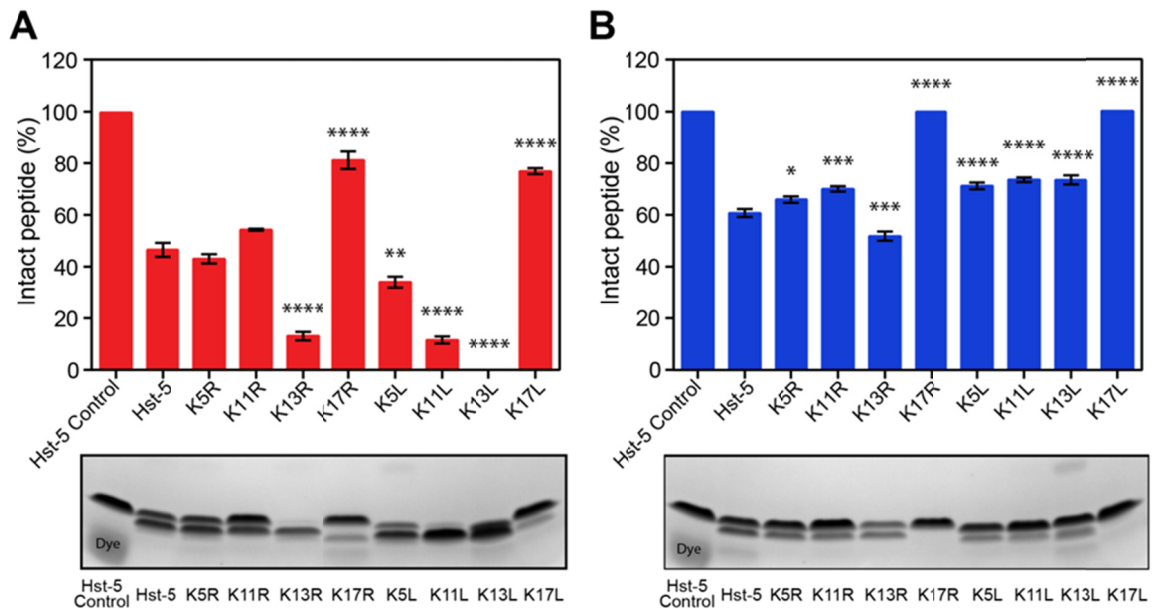 A
B
Intact peptide (%)
120
100
80
60
40
20
0
****
****
**
****
****
****
Hst-5 Control
Hst-5
K5R
K11R
K13R
K17R
K5L
K11L
K13L
K17L
Intact peptide (%)
120
100
80
60
40
20
0
*
***
***
****
****
****
****
****
Hst-5 Control
Hst-5
K5R
K11R
K13R
K17R
K5L
K11L
K13L
K17L
Dye
Hst-5
Control Hst-5 K5R K11R K13R K17R K5L K11L K13L K17L
Dye
Hst-5
Control Hst-5 K5R K11R K13R K17R K5L K11L K13L K17L